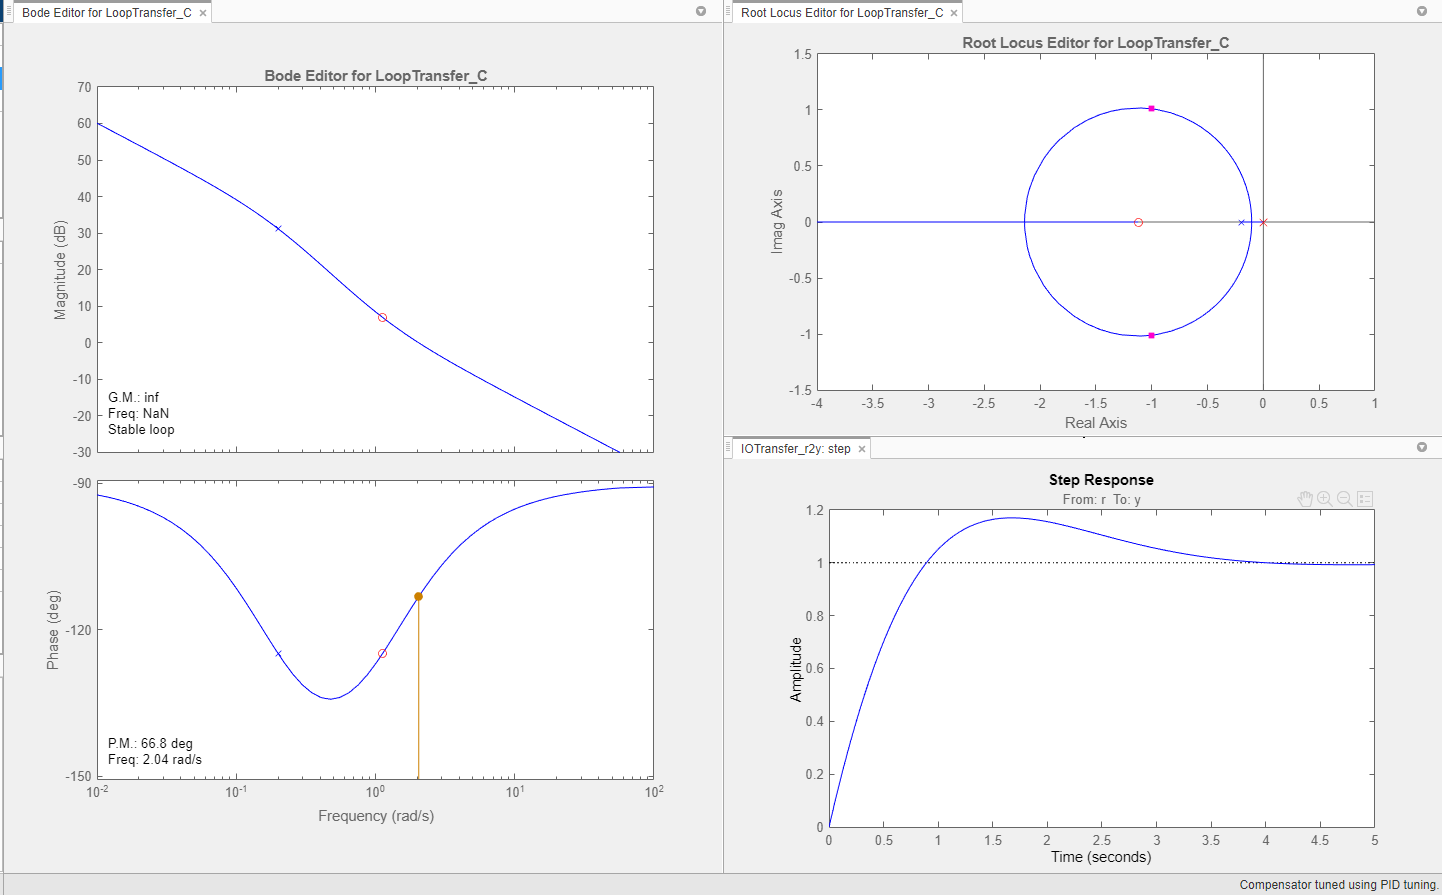 Bode Editor for LoopTransfer_C ×
Bode Editor for LoopTransfer_C
70
60
50
40
30
20
10
0
-10
-20
-30
Magnitude (dB)
G.M.: inf
Freq: NaN
Stable loop
-90
-120
-150
Phase (deg)
P.M.: 66.8 deg
Freq: 2.04 rad/s
10-2 10-1 100 101 102
Frequency (rad/s)
Root Locus Editor for LoopTransfer_C ×
Root Locus Editor for LoopTransfer_C
1.5
1
0.5
0
-0.5
-1
-1.5
Imag Axis
-4 -3.5 -3 -2.5 -2 -1.5 -1 -0.5 0 0.5 1
Real Axis
IOTransfer_r2y: step ×
Step Response
From: r To: y
1.2
1
0.8
0.6
0.4
0.2
0
Amplitude
0 0.5 1 1.5 2 2.5 3 3.5 4 4.5 5
Time (seconds)
Compensator tuned using PID tuning.